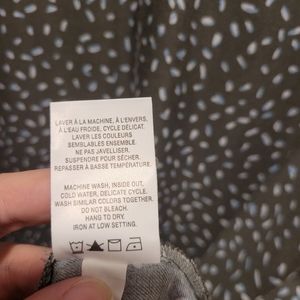 LAVER À LA MACHINE, À L'ENVERS,
À L'EAU FROIDE, CYCLE DÉLICAT.
LAVER LES COULEURS
SEMBLABLES ENSEMBLE.
NE PAS JAVELLISER.
SUSPENDRE POUR SÉCHER.
REPASSER À BASSE TEMPÉRATURE.
MACHINE WASH, INSIDE OUT,
COLD WATER, DELICATE CYCLE.
WASH SIMILAR COLORS TOGETHER.
DO NOT BLEACH.
HANG TO DRY.
IRON AT LOW SETTING.